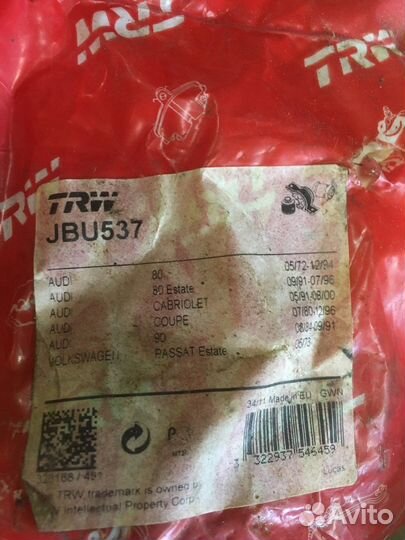 TRW
TRW
TRW
TRW
JBU537
AUDI 80 05/72-12/94
AUDI 80 Estate 09/91-07/96
AUDI CABRIOLET 05/91-08/00
AUDI COUPE 07/80-12/96
AUDI 90 08/84-09/91
VOLKSWAGEN PASSAT Estate 05/73
34/11 Made in EU GWN
P
3 322937 546459
TRW trademark is owned by
W Intellectual Property Corp
Lucas
Avito